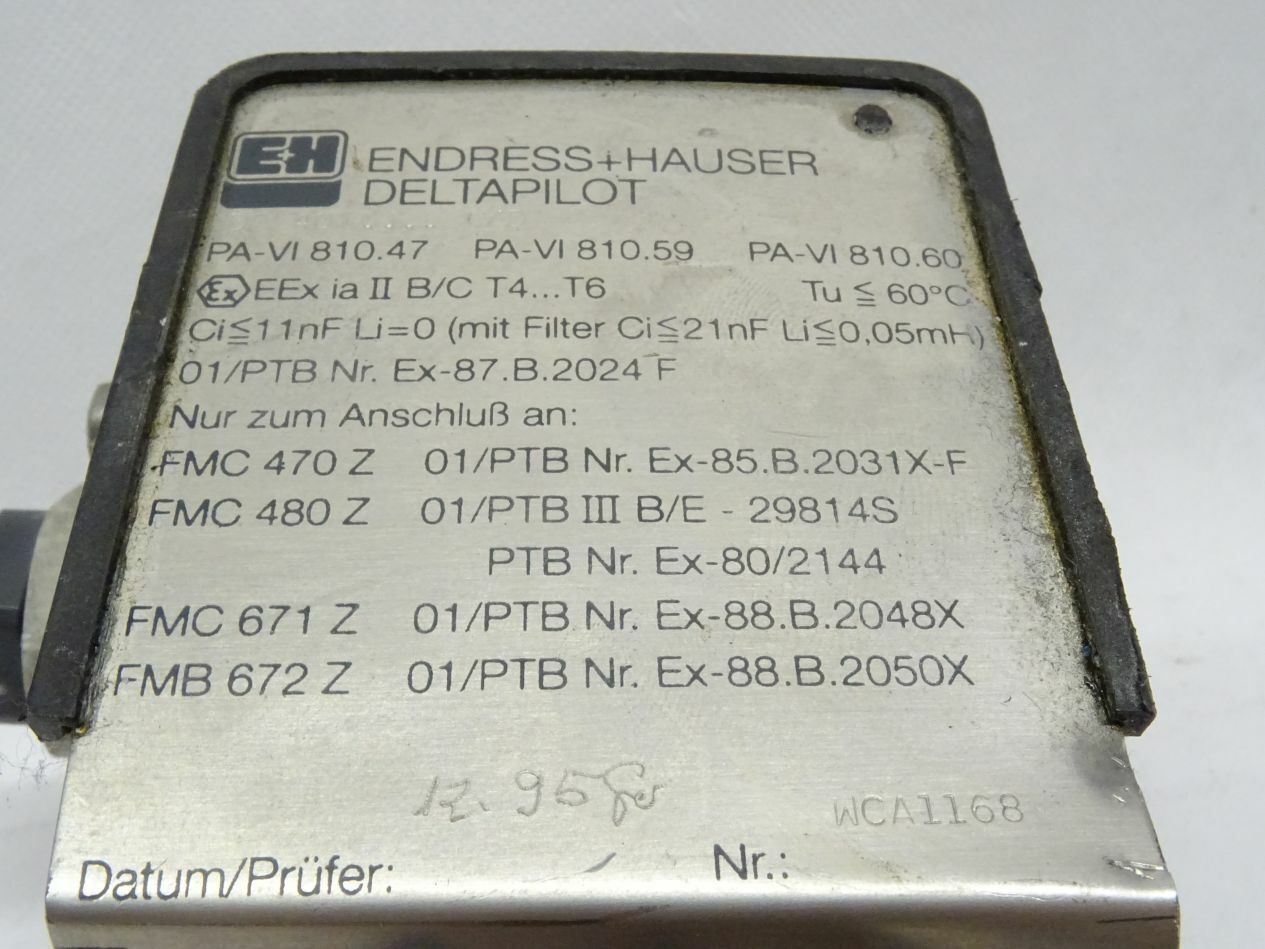 E+H ENDRESS+HAUSER
DELTAPILOT
PA-VI 810.47 PA-VI 810.59 PA-VI 810.60
Ex EEx ia II B/C T4...T6 Tu ≦ 60°C
Ci≦11nF Li=0 (mit Filter Ci≦21nF Li≦0,05mH)
01/PTB Nr. Ex-87.B.2024 F
Nur zum Anschluß an:
FMC 470 Z 01/PTB Nr. Ex-85.B.2031X-F
FMC 480 Z 01/PTB III B/E - 29814S
PTB Nr. Ex-80/2144
FMC 671 Z 01/PTB Nr. Ex-88.B.2048X
FMB 672 Z 01/PTB Nr. Ex-88.B.2050X
12.95 WCA1168
Datum/Prüfer: Nr.: